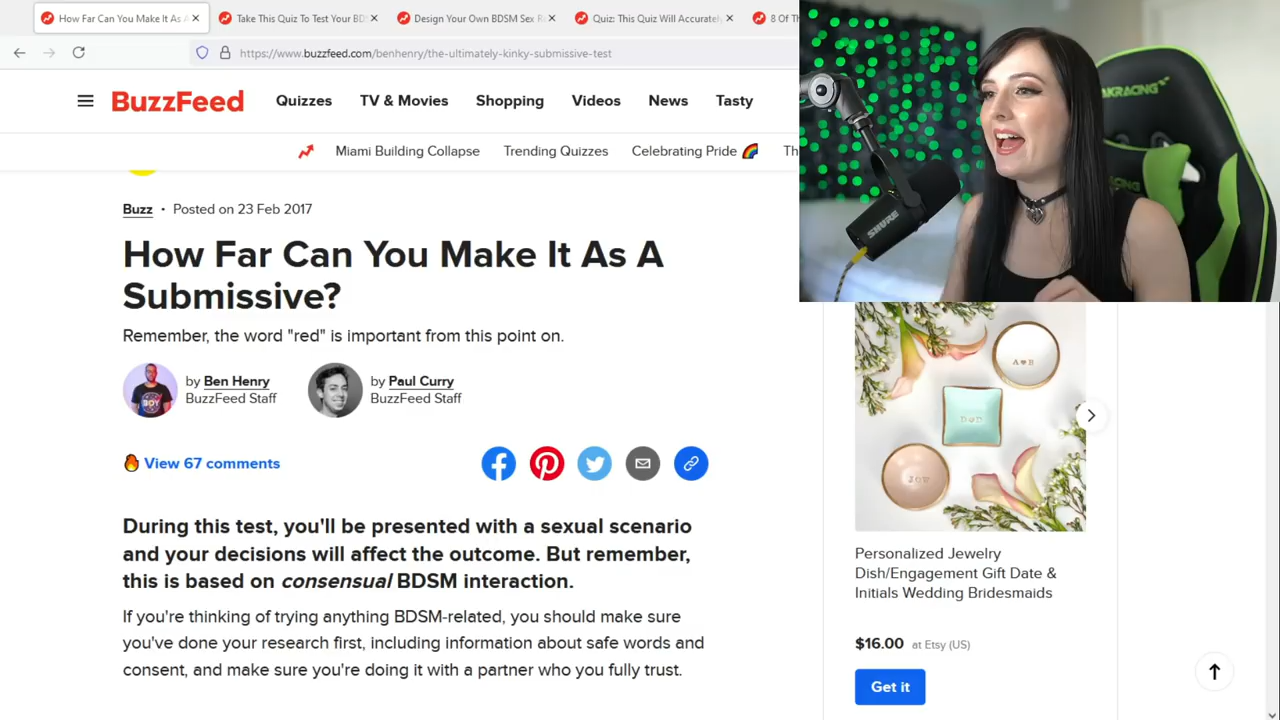 How Far Can You Make It As A
Take This Quiz To Test Your BD
Design Your Own BDSM Sex
Quiz: This Quiz Will Accurately
8 Of Th
https://www.buzzfeed.com/benhenry/the-ultimately-kinky-submissive-test
BuzzFeed
Quizzes
TV & Movies
Shopping
Videos
News
Tasty
Miami Building Collapse
Trending Quizzes
Celebrating Pride 🌈
Th
Buzz • Posted on 23 Feb 2017
How Far Can You Make It As A
Submissive?
Remember, the word "red" is important from this point on.
by Ben Henry
BuzzFeed Staff
by Paul Curry
BuzzFeed Staff
View 67 comments
During this test, you'll be presented with a sexual scenario
and your decisions will affect the outcome. But remember,
this is based on consensual BDSM interaction.
If you're thinking of trying anything BDSM-related, you should make sure
you've done your research first, including information about safe words and
consent, and make sure you're doing it with a partner who you fully trust.
AKRACING
SHURE
A♥B
JOY
Personalized Jewelry
Dish/Engagement Gift Date &
Initials Wedding Bridesmaids
$16.00 at Etsy (US)
Get it